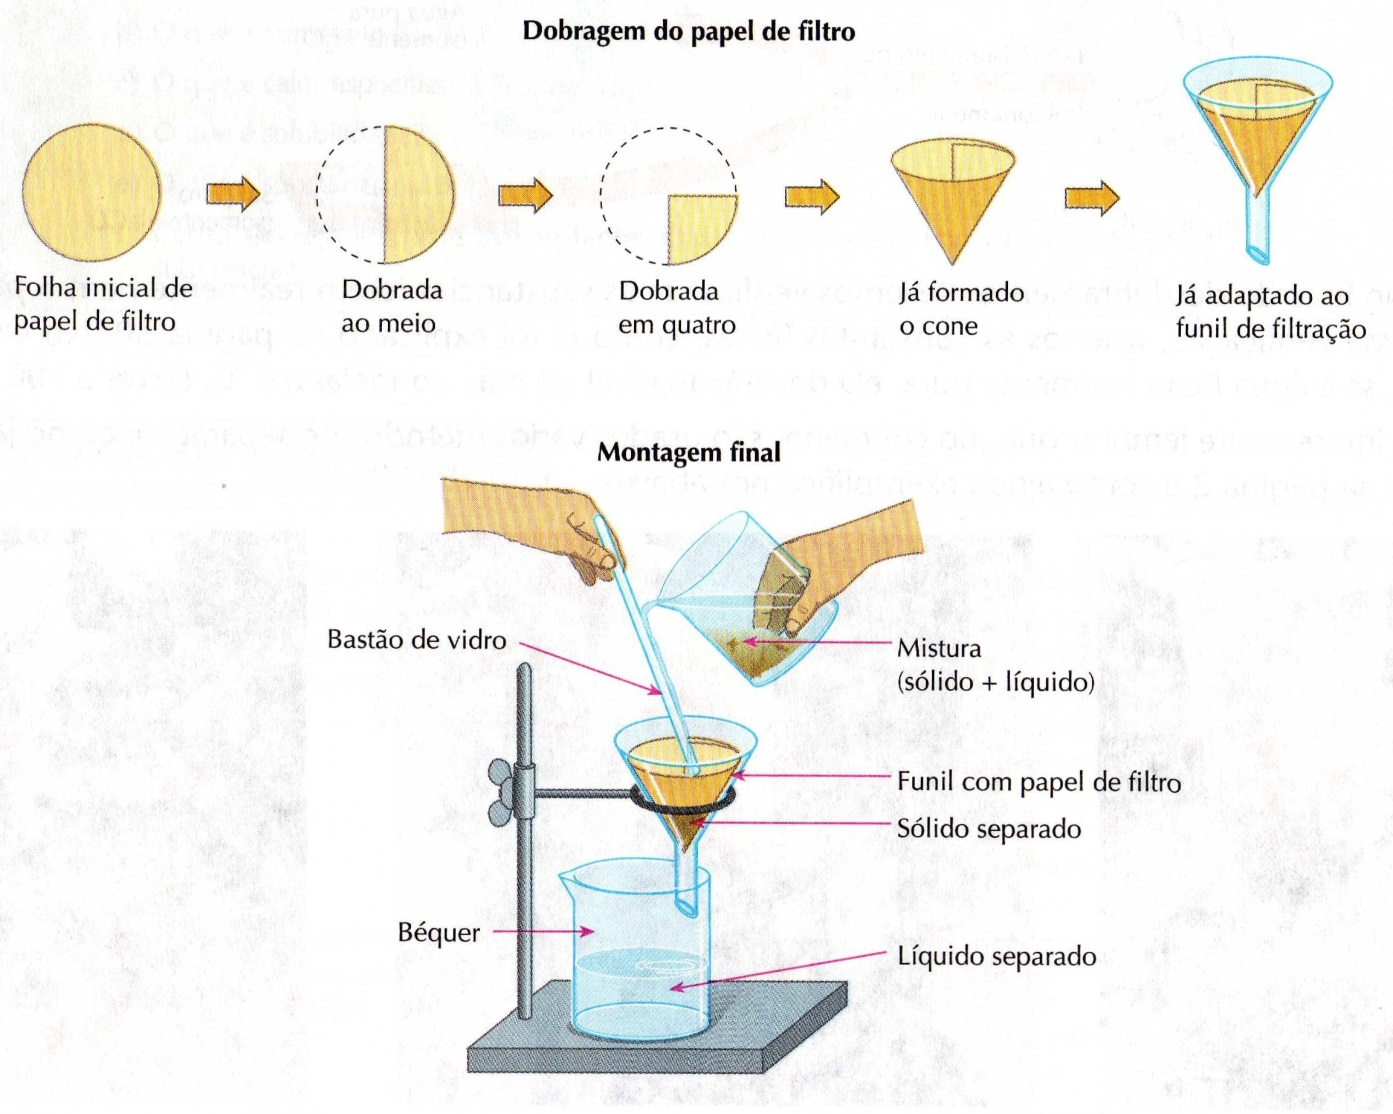 Dobragem do papel de filtro
Folha inicial de
papel de filtro
Dobrada
ao meio
Dobrada
em quatro
Já formado
o cone
Já adaptado ao
funil de filtração
Montagem final
Bastão de vidro
Mistura
(sólido + líquido)
Funil com papel de filtro
Sólido separado
Béquer
Líquido separado